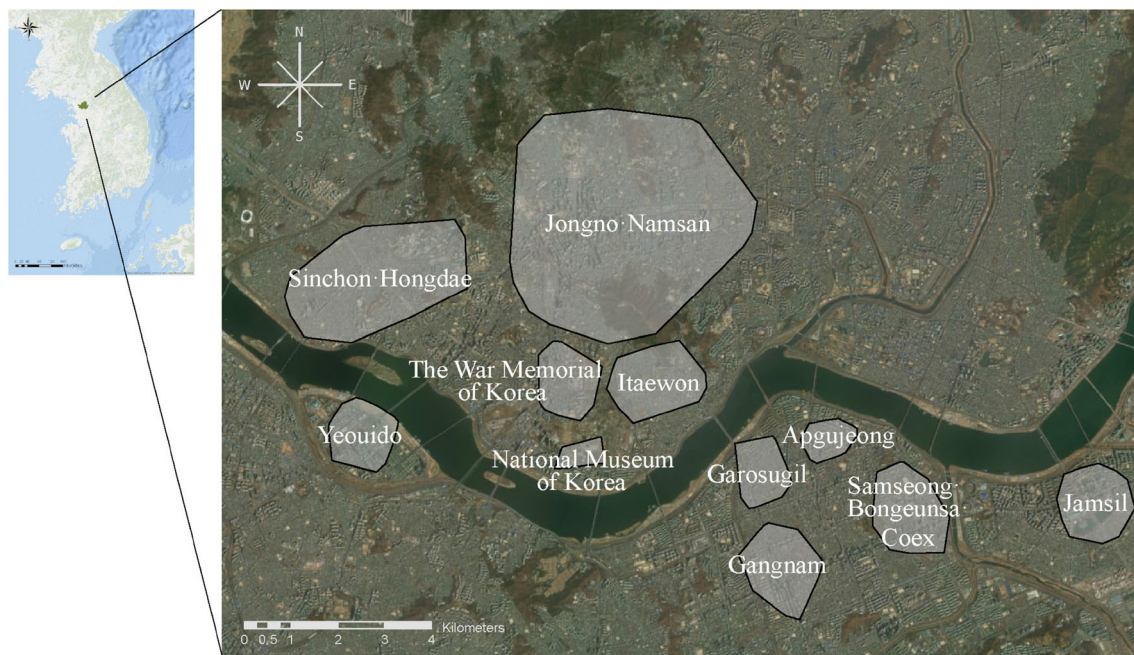 N
W E
S
Jongno·Namsan
Sinchon·Hongdae
The War Memorial
of Korea
Itaewon
Yeouido
National Museum
of Korea
Apgujeong
Garosugil
Samseong·
Bongeunsa·
Coex
Jamsil
Gangnam
0 0.5 1 2 3 4 Kilometers